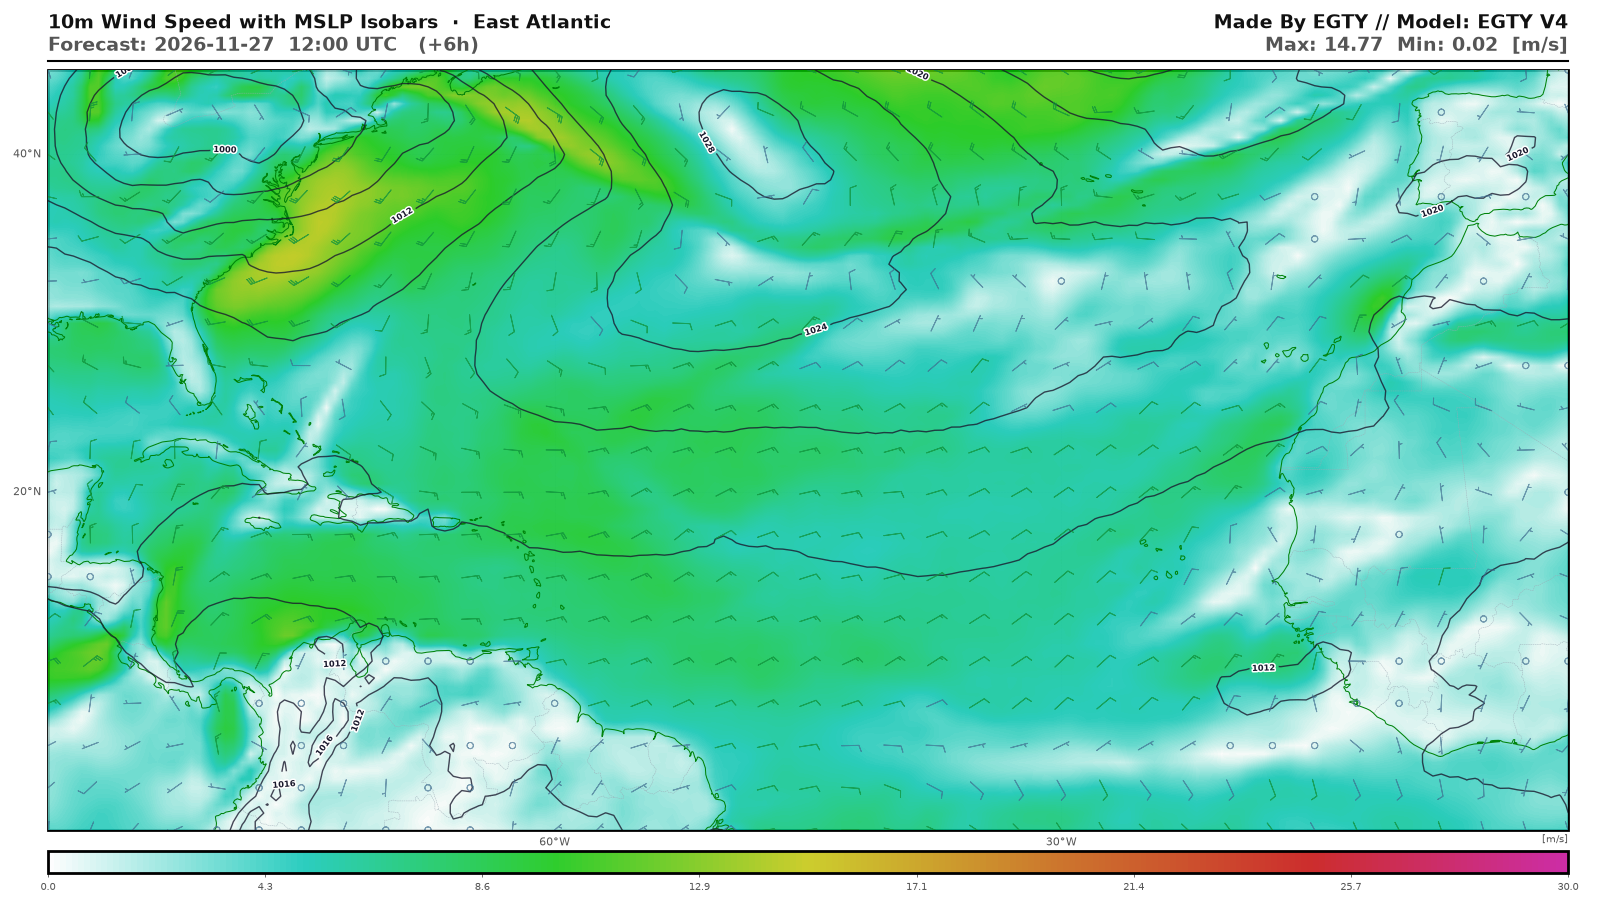 10m Wind Speed with MSLP Isobars · East Atlantic
Made By EGTY // Model: EGTY V4
Forecast: 2026-11-27 12:00 UTC (+6h)
Max: 14.77 Min: 0.02 [m/s]
1020
1000
1028
40°N
1020
1012
1020
1024
20°N
1012
1012
1012
1016
1016
60°W
30°W
[m/s]
0.0
4.3
8.6
12.9
17.1
21.4
25.7
30.0